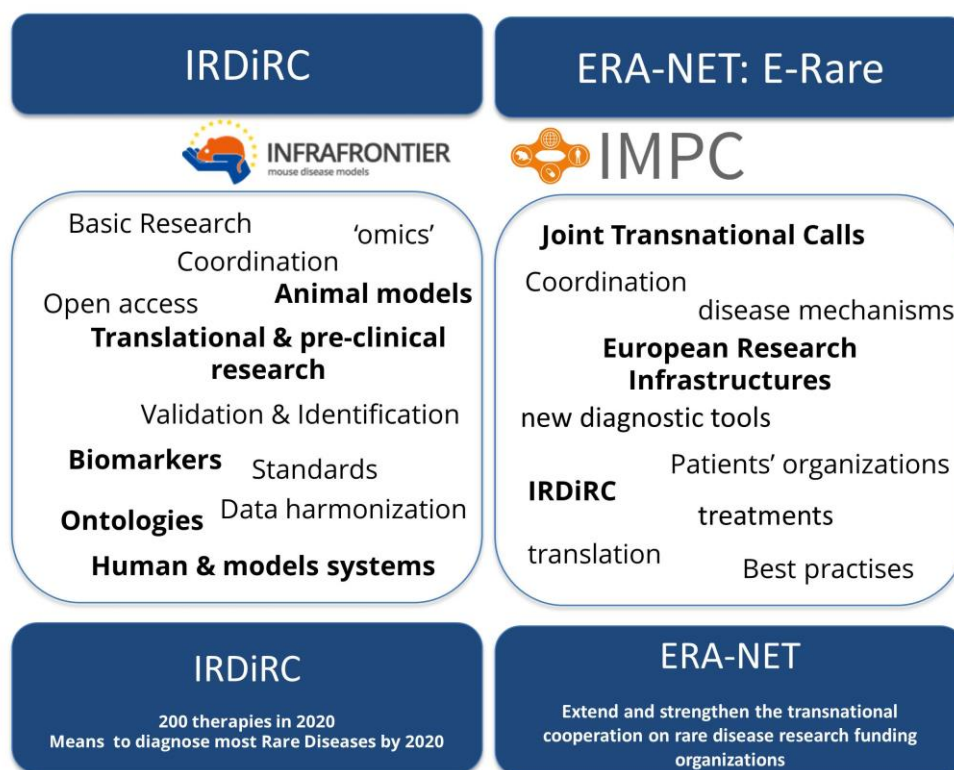 IRDiRC
ERA-NET: E-Rare
INFRAFRONTIER
mouse disease models
IMPC
Basic Research
‘omics’
Coordination
Open access
Animal models
Translational & pre-clinical
research
Validation & Identification
Biomarkers
Standards
Data harmonization
Ontologies
Human & models systems
Joint Transnational Calls
Coordination
disease mechanisms
European Research
Infrastructures
new diagnostic tools
Patients’ organizations
IRDiRC
treatments
translation
Best practises
IRDiRC
200 therapies in 2020
Means to diagnose most Rare Diseases by 2020
ERA-NET
Extend and strengthen the transnational
cooperation on rare disease research funding
organizations